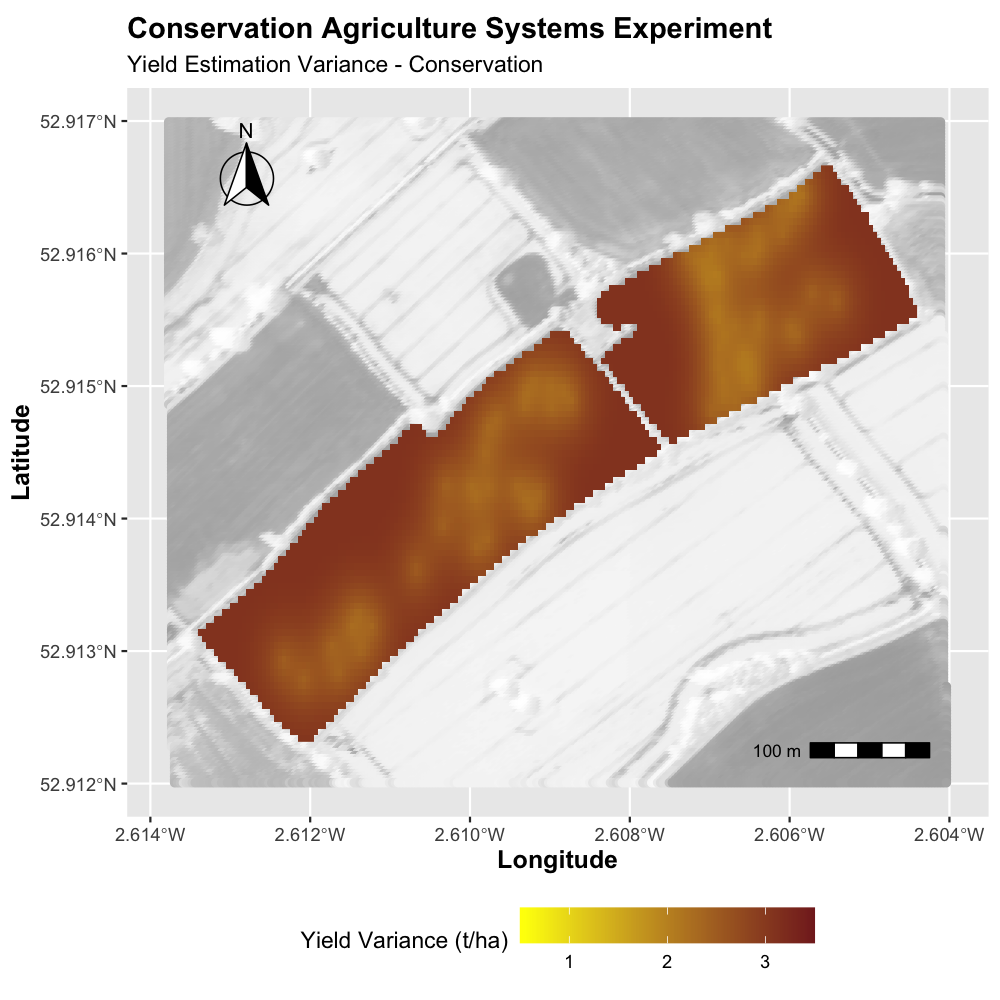 Conservation Agriculture Systems Experiment
Yield Estimation Variance - Conservation
52.917°N
52.916°N
52.915°N
52.914°N
52.913°N
52.912°N
Latitude
N
100 m
2.614°W 2.612°W 2.610°W 2.608°W 2.606°W 2.604°W
Longitude
Yield Variance (t/ha)
1 2 3